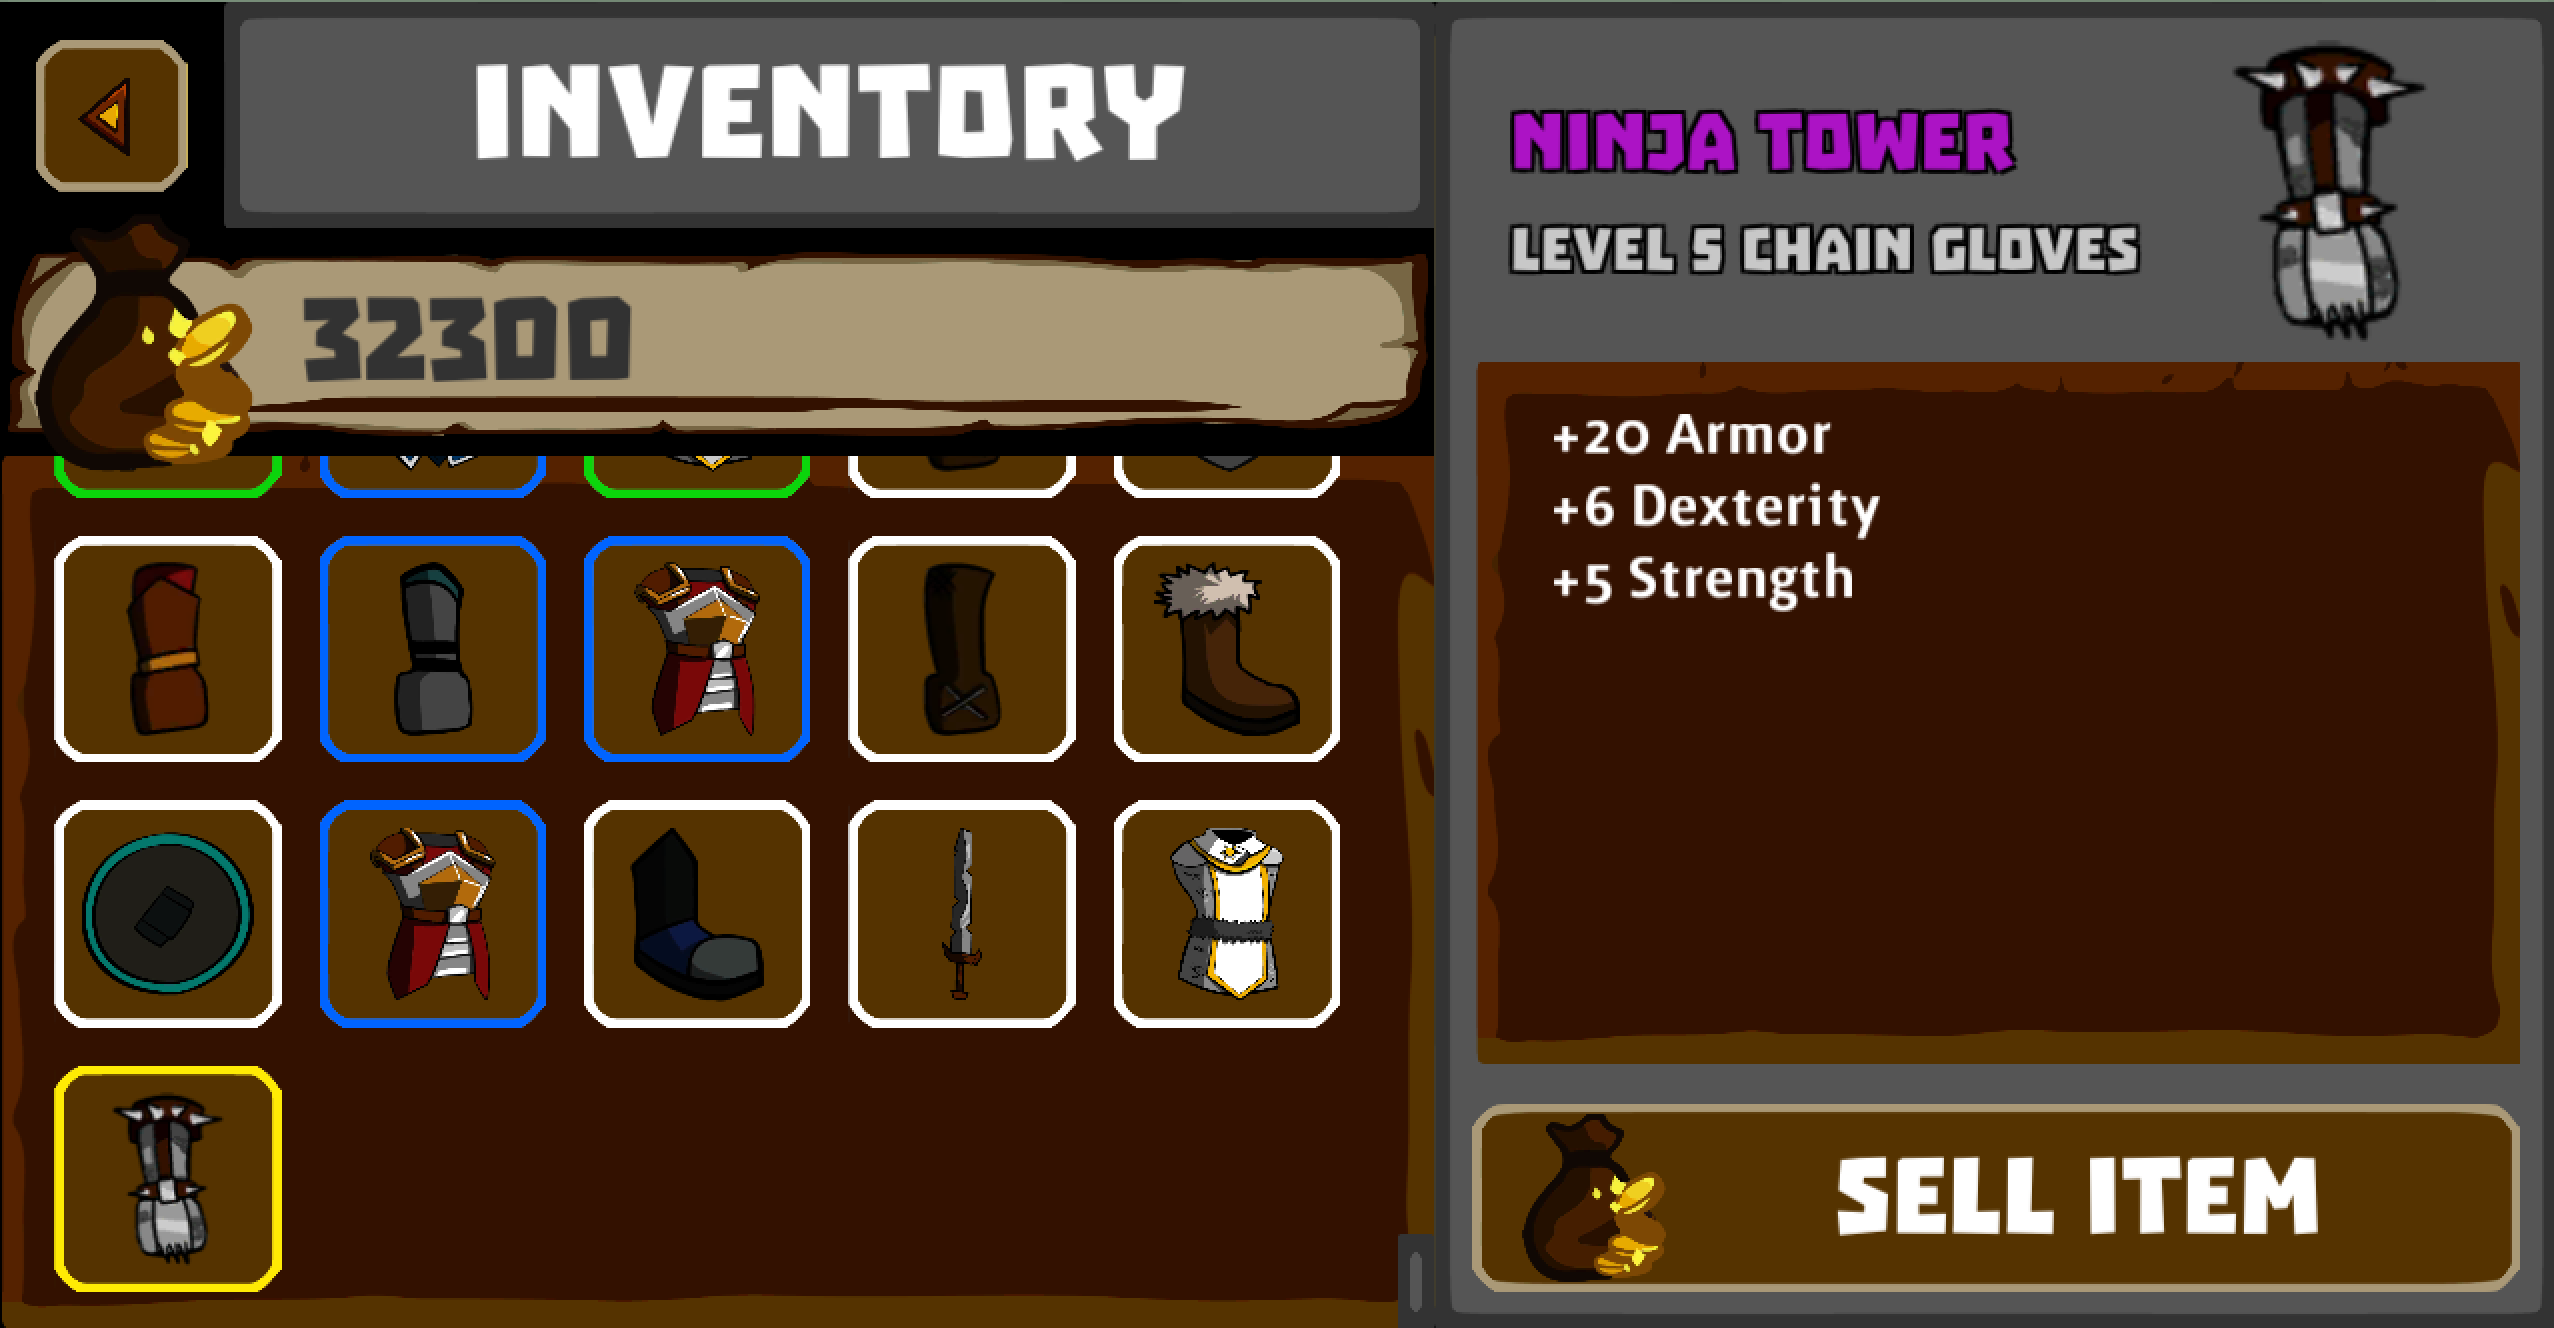 INVENTORY
32300
NINJA TOWER
LEVEL 5 CHAIN GLOVES
+20 Armor
+6 Dexterity
+5 Strength
SELL ITEM